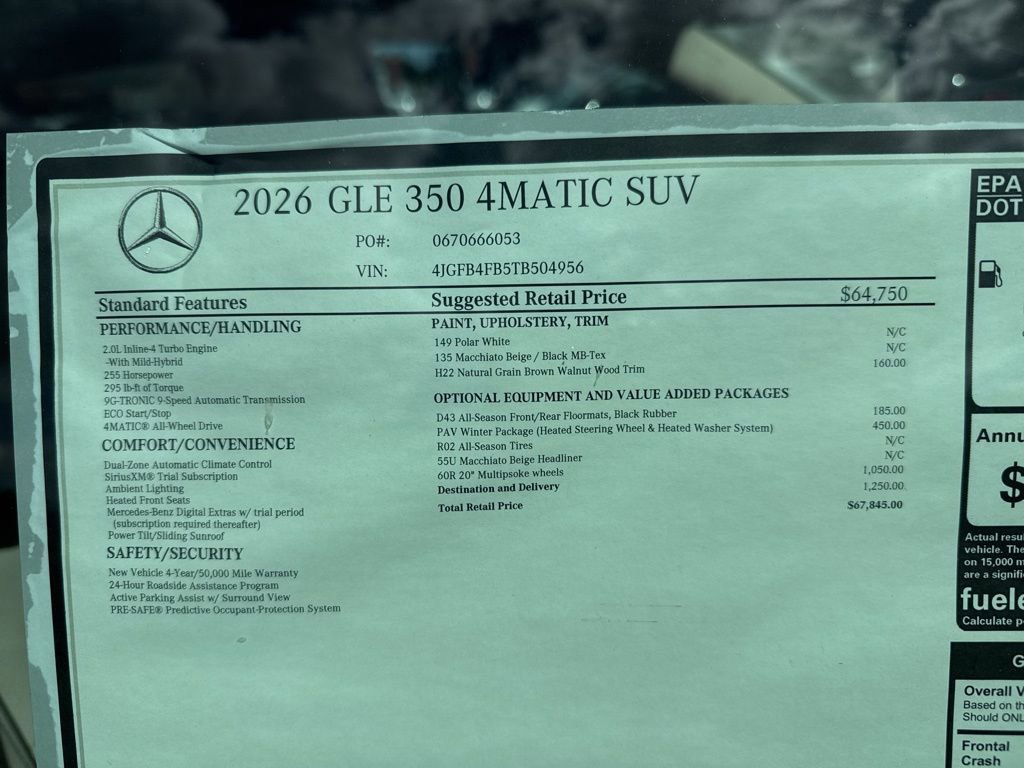 2026 GLE 350 4MATIC SUV
PO#: 0670666053
VIN: 4JGFB4FB5TB504956
Standard Features
PERFORMANCE/HANDLING
2.0L Inline-4 Turbo Engine
-With Mild-Hybrid
255 Horsepower
295 lb-ft of Torque
9G-TRONIC 9-Speed Automatic Transmission
ECO Start/Stop
4MATIC® All-Wheel Drive
COMFORT/CONVENIENCE
Dual-Zone Automatic Climate Control
SiriusXM® Trial Subscription
Ambient Lighting
Heated Front Seats
Mercedes-Benz Digital Extras w/ trial period
(subscription required thereafter)
Power Tilt/Sliding Sunroof
SAFETY/SECURITY
New Vehicle 4-Year/50,000 Mile Warranty
24-Hour Roadside Assistance Program
Active Parking Assist w/ Surround View
PRE-SAFE® Predictive Occupant-Protection System
Suggested Retail Price $64,750
PAINT, UPHOLSTERY, TRIM
149 Polar White N/C
135 Macchiato Beige / Black MB-Tex N/C
H22 Natural Grain Brown Walnut Wood Trim 160.00
OPTIONAL EQUIPMENT AND VALUE ADDED PACKAGES
D43 All-Season Front/Rear Floormats, Black Rubber 185.00
PAV Winter Package (Heated Steering Wheel & Heated Washer System) 450.00
R02 All-Season Tires N/C
55U Macchiato Beige Headliner N/C
60R 20" Multipsoke wheels 1,050.00
Destination and Delivery 1,250.00
Total Retail Price $67,845.00
EPA
DOT
Annu
$
Actual resu
vehicle. The
on 15,000 m
are a signifi
fuele
Calculate p
G
Overall V
Based on th
Should ONL
Frontal
Crash